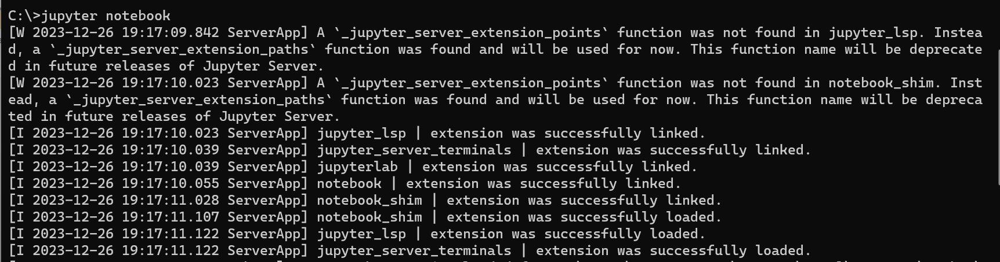 C:\>jupyter notebook
[W 2023-12-26 19:17:09.842 ServerApp] A `_jupyter_server_extension_points` function was not found in jupyter_lsp. Instea
d, a `_jupyter_server_extension_paths` function was found and will be used for now. This function name will be deprecate
d in future releases of Jupyter Server.
[W 2023-12-26 19:17:10.023 ServerApp] A `_jupyter_server_extension_points` function was not found in notebook_shim. Inst
ead, a `_jupyter_server_extension_paths` function was found and will be used for now. This function name will be depreca
ted in future releases of Jupyter Server.
[I 2023-12-26 19:17:10.023 ServerApp] jupyter_lsp | extension was successfully linked.
[I 2023-12-26 19:17:10.039 ServerApp] jupyter_server_terminals | extension was successfully linked.
[I 2023-12-26 19:17:10.039 ServerApp] jupyterlab | extension was successfully linked.
[I 2023-12-26 19:17:10.055 ServerApp] notebook | extension was successfully linked.
[I 2023-12-26 19:17:11.028 ServerApp] notebook_shim | extension was successfully linked.
[I 2023-12-26 19:17:11.107 ServerApp] notebook_shim | extension was successfully loaded.
[I 2023-12-26 19:17:11.122 ServerApp] jupyter_lsp | extension was successfully loaded.
[I 2023-12-26 19:17:11.122 ServerApp] jupyter_server_terminals | extension was successfully loaded.